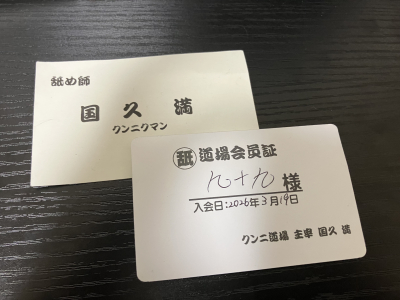 舐め師
国久満
クンニクマン
舐 道場会員証
九十九 様
入会日:2026年3月19日
クンニ道場 主宰 国久 満